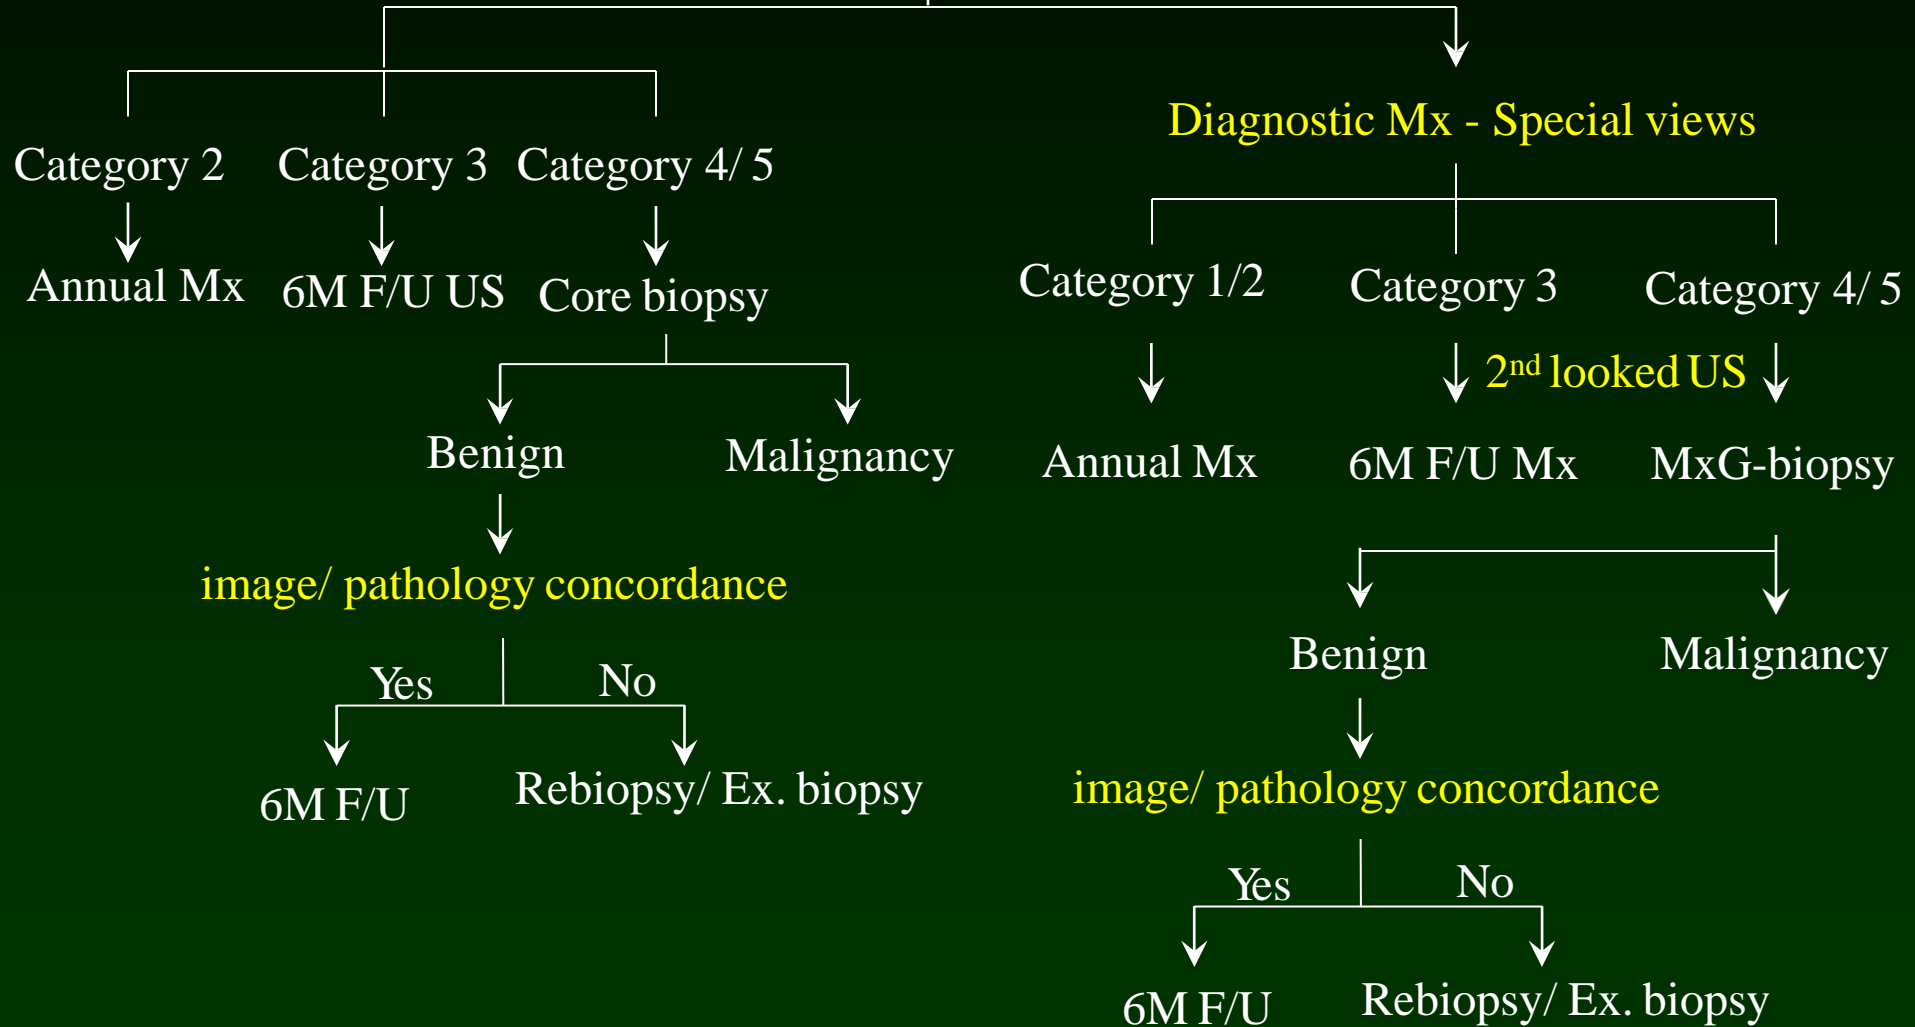 Diagnostic Mx - Special views
Category 2
Category 3
Category 4/ 5
Annual Mx
6M F/U US
Core biopsy
Category 1/2
Category 3
Category 4/ 5
2nd looked US
Benign
Malignancy
Annual Mx
6M F/U Mx
MxG-biopsy
image/ pathology concordance
Benign
Malignancy
Yes
No
6M F/U
Rebiopsy/ Ex. biopsy
image/ pathology concordance
Yes
No
6M F/U
Rebiopsy/ Ex. biopsy